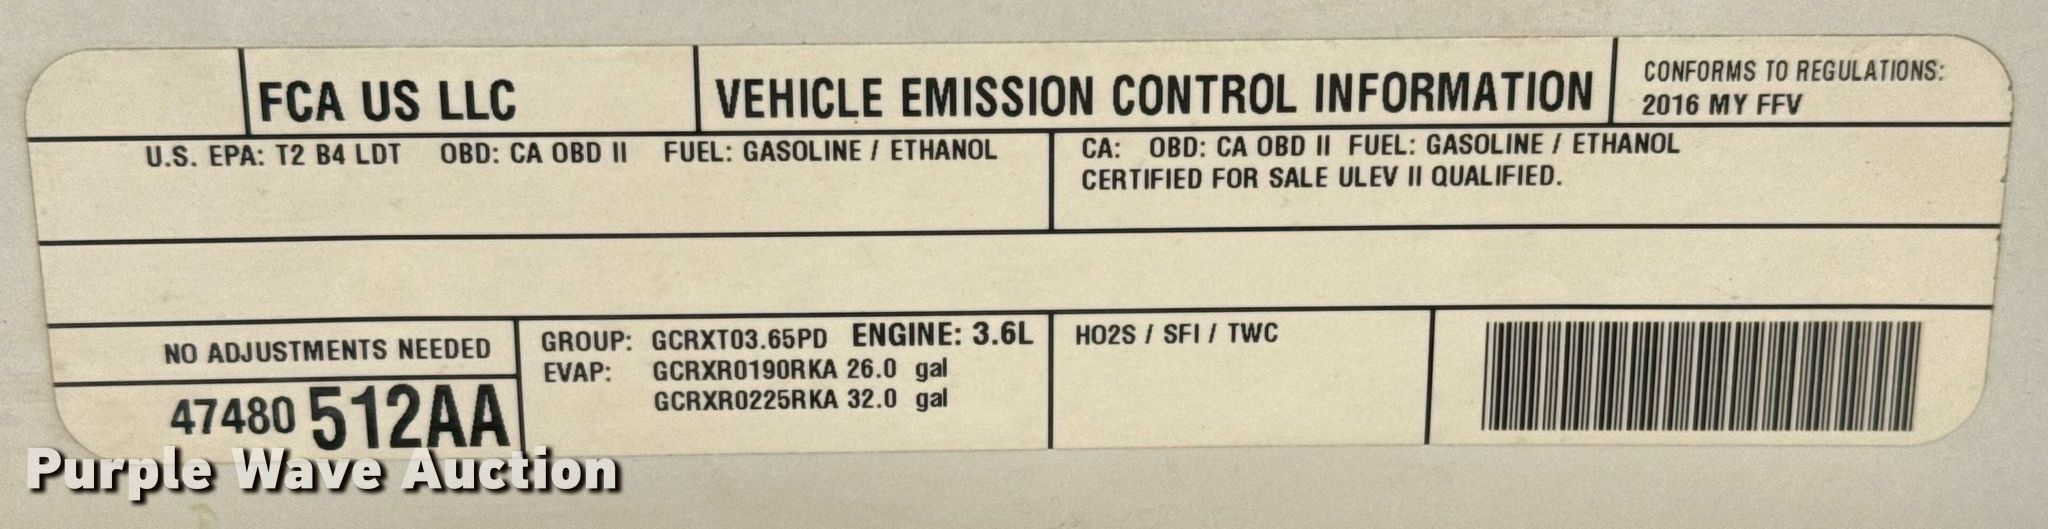 FCA US LLC
VEHICLE EMISSION CONTROL INFORMATION
CONFORMS TO REGULATIONS:
2016 MY FFV
U.S. EPA: T2 B4 LDT OBD: CA OBD II FUEL: GASOLINE / ETHANOL
CA: OBD: CA OBD II FUEL: GASOLINE / ETHANOL
CERTIFIED FOR SALE ULEV II QUALIFIED.
NO ADJUSTMENTS NEEDED
47480 512AA
GROUP: GCRXT03.65PD ENGINE: 3.6L
EVAP: GCRXR0190RKA 26.0 gal
GCRXR0225RKA 32.0 gal
HO2S / SFI / TWC
Purple Wave Auction